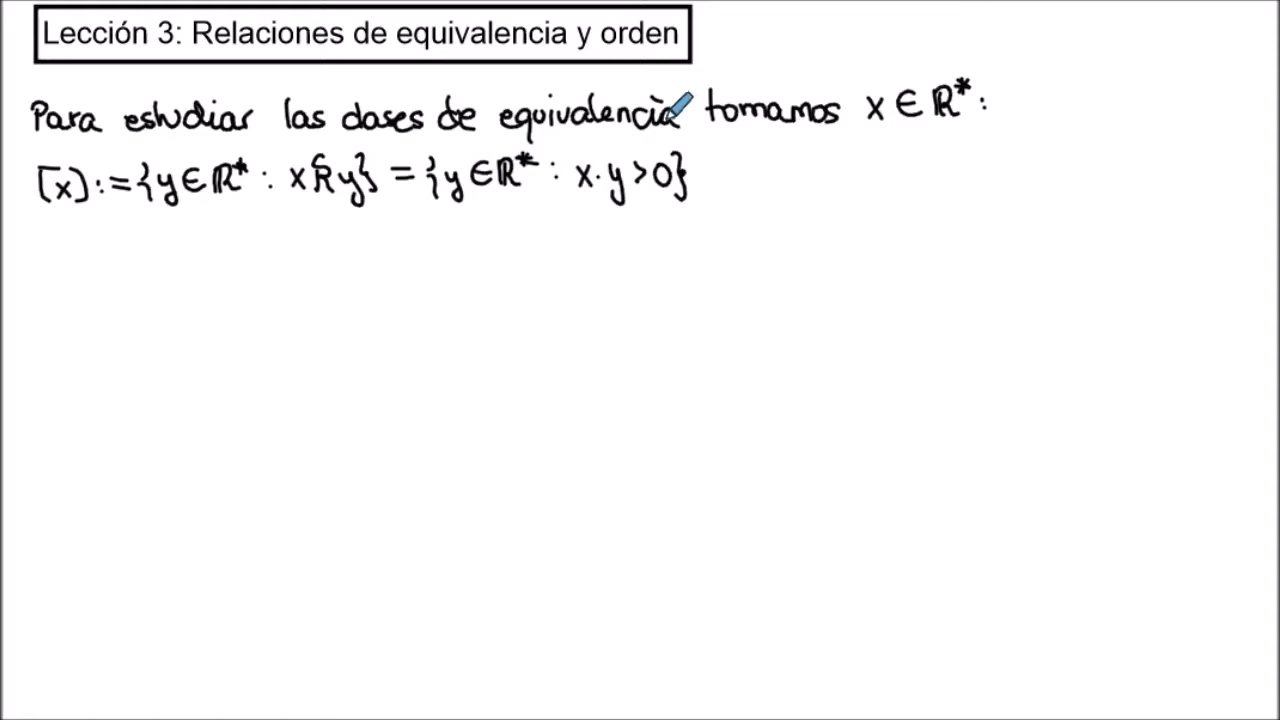 Lección 3: Relaciones de equivalencia y orden
Para estudiar las clases de equivalencia tomamos x ∈ ℝ*:
[x] := {y ∈ ℝ* : x R y} = {y ∈ ℝ* : x · y > 0}